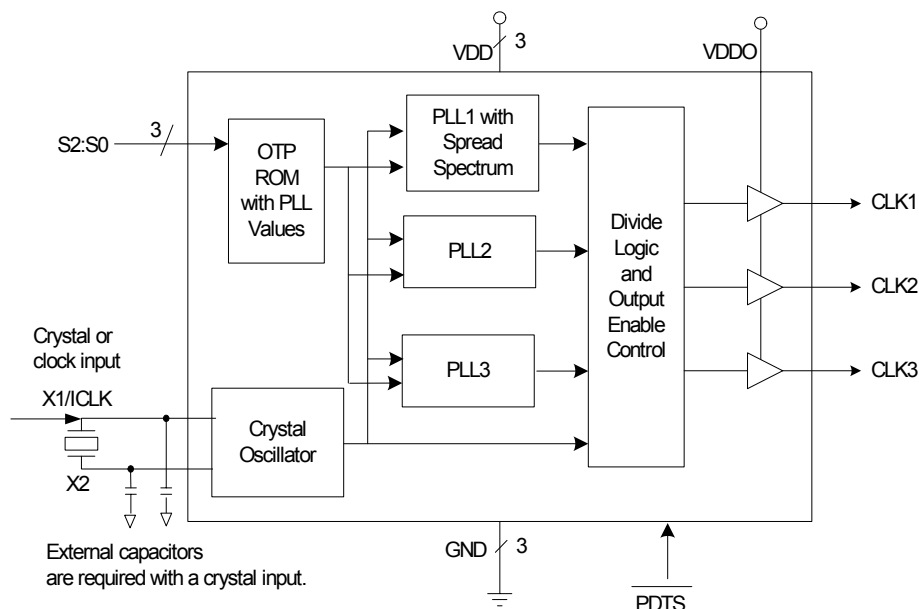 VDD
3
VDDO
S2:S0
3
OTP
ROM
with PLL
Values
PLL1 with
Spread
Spectrum
PLL2
PLL3
Divide
Logic
and
Output
Enable
Control
CLK1
CLK2
CLK3
Crystal or
clock input
X1/ICLK
X2
Crystal
Oscillator
External capacitors
are required with a crystal input.
GND
3
PDTS